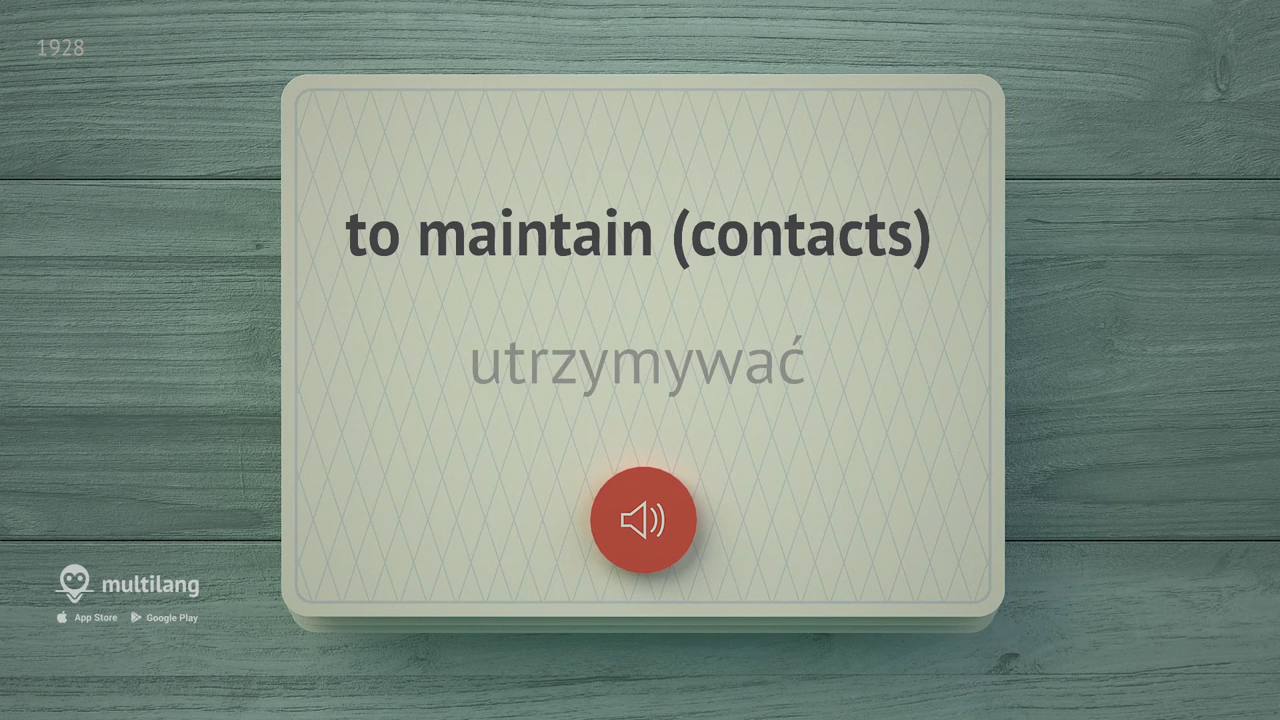 1928
to maintain (contacts)
utrzymywać
multilang
App Store
Google Play